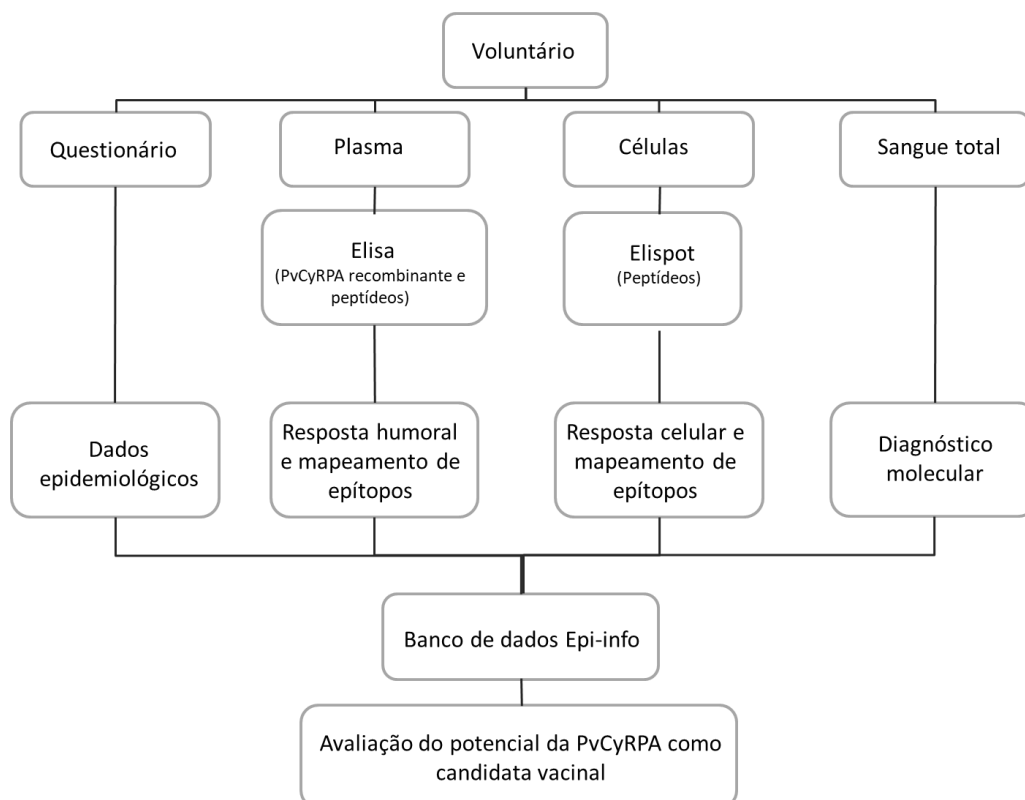 Voluntário
Questionário
Plasma
Células
Sangue total
Elisa
(PvCyRPA recombinante e
peptídeos)
Elispot
(Peptídeos)
Dados
epidemiológicos
Resposta humoral
e mapeamento de
epítopos
Resposta celular e
mapeamento de
epítopos
Diagnóstico
molecular
Banco de dados Epi-info
Avaliação do potencial da PvCyRPA como
candidata vacinal